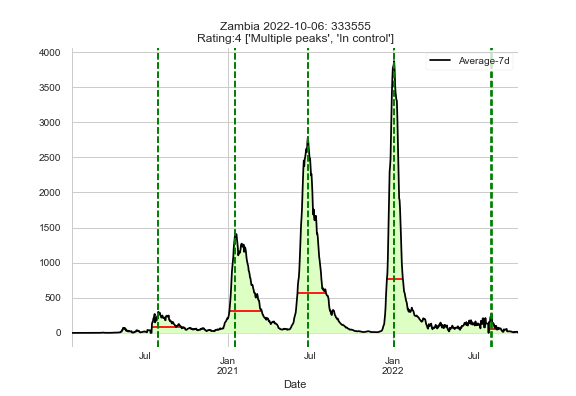 Zambia 2022-10-06: 333555
Rating:4 ['Multiple peaks', 'In control']
Average-7d
4000
3500
3000
2500
2000
1500
1000
500
0
Jul Jan Jul Jan Jul
2021 2022
Date